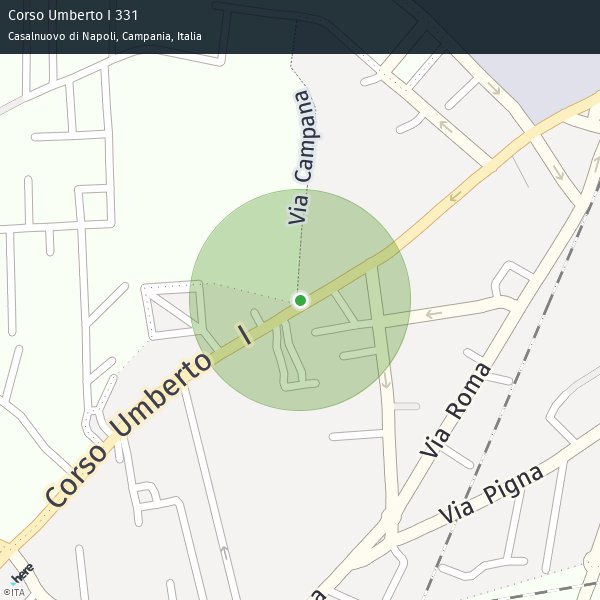 Corso Umberto I 331
Casalnuovo di Napoli, Campania, Italia
Via Campana
Corso Umberto I
Via Roma
Via Pigna
a
here
©ITA